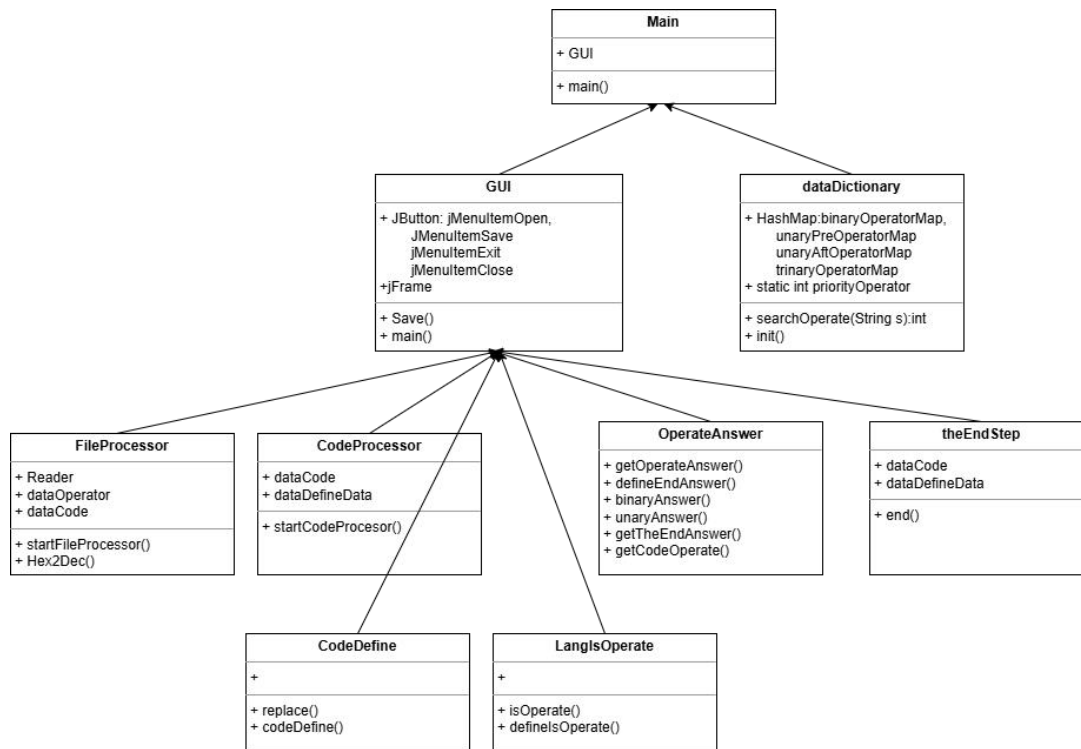 Main
+ GUI
+ main()
GUI
+ JButton: jMenuItemOpen,
JMenuItemSave
jMenuItemExit
jMenuItemClose
+jFrame
+ Save()
+ main()
dataDictionary
+ HashMap:binaryOperatorMap,
unaryPreOperatorMap
unaryAftOperatorMap
trinaryOperatorMap
+ static int priorityOperator
+ searchOperate(String s):int
+ init()
FileProcessor
+ Reader
+ dataOperator
+ dataCode
+ startFileProcessor()
+ Hex2Dec()
CodeProcessor
+ dataCode
+ dataDefineData
+ startCodeProcesor()
OperateAnswer
+ getOperateAnswer()
+ defineEndAnswer()
+ binaryAnswer()
+ unaryAnswer()
+ getTheEndAnswer()
+ getCodeOperate()
theEndStep
+ dataCode
+ dataDefineData
+ end()
CodeDefine
+
+ replace()
+ codeDefine()
LangIsOperate
+
+ isOperate()
+ defineIsOperate()